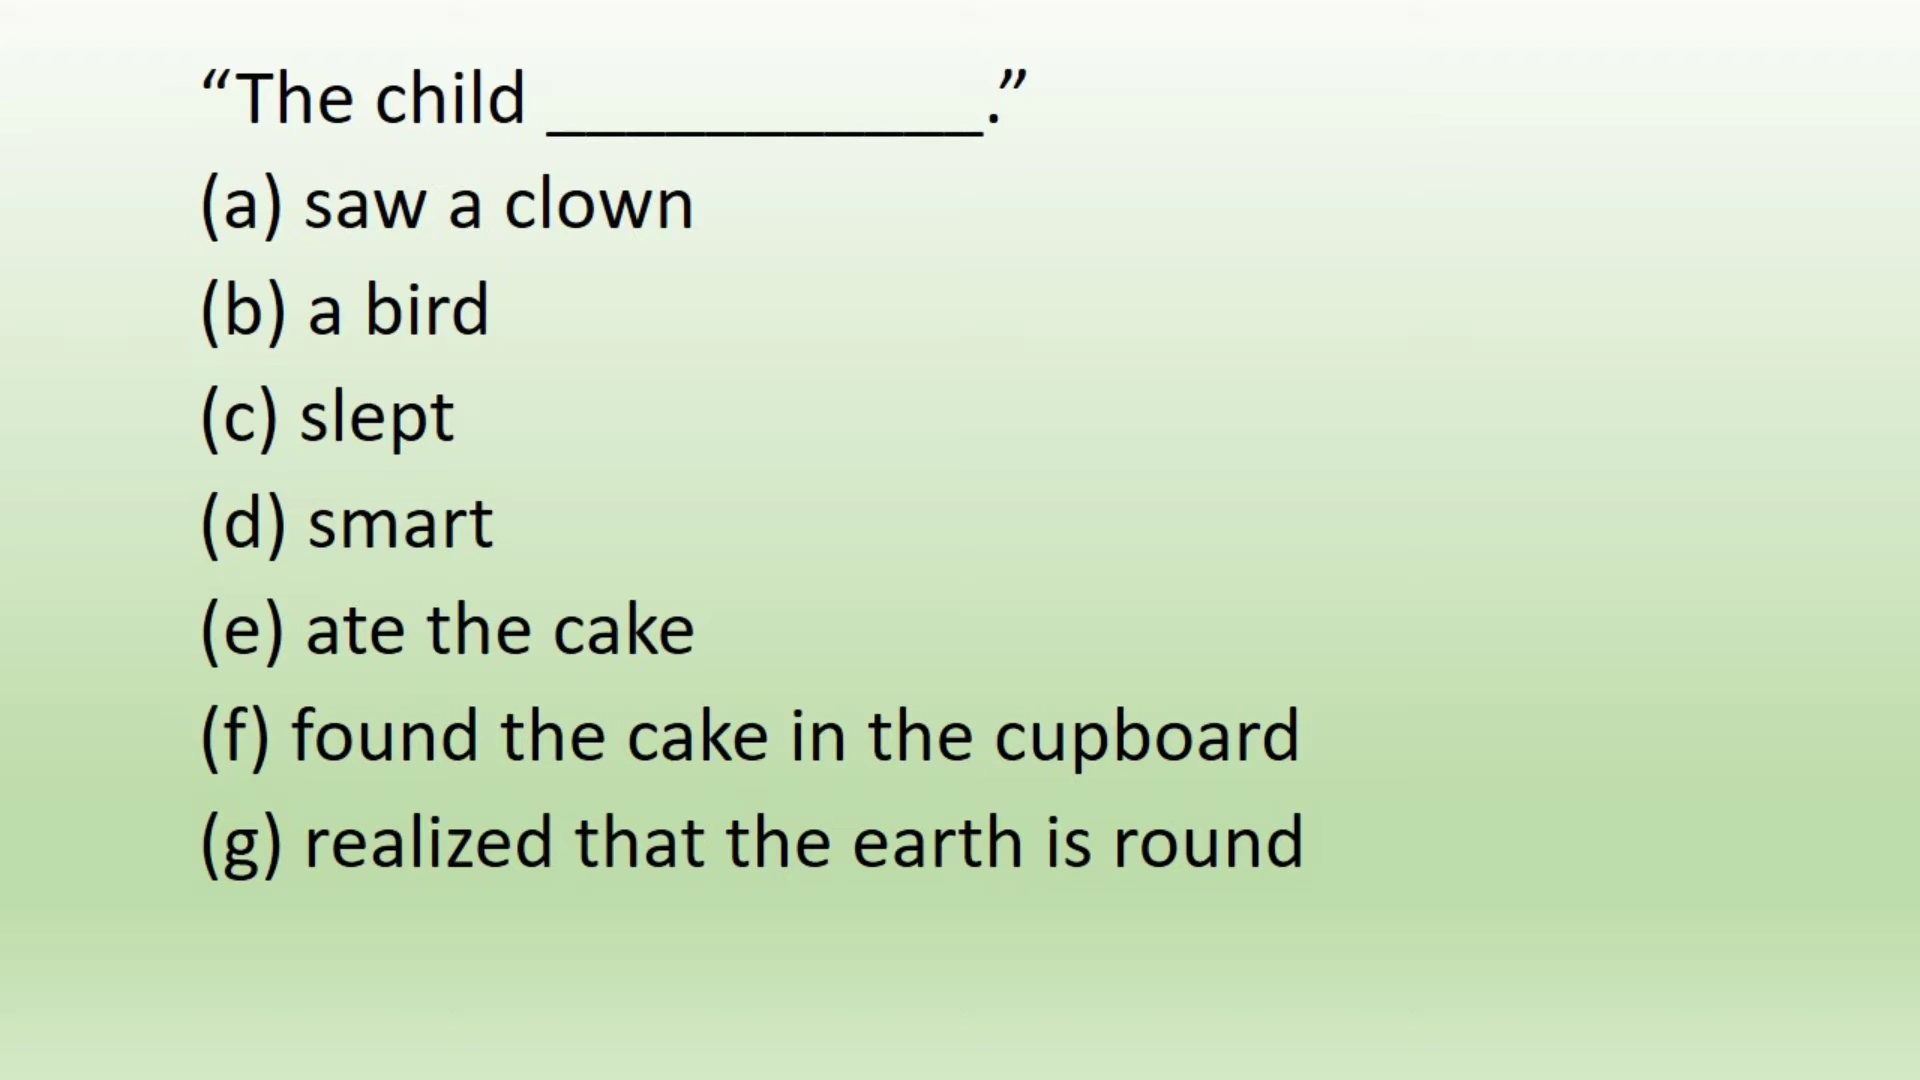 “The child ___________.”
(a) saw a clown
(b) a bird
(c) slept
(d) smart
(e) ate the cake
(f) found the cake in the cupboard
(g) realized that the earth is round